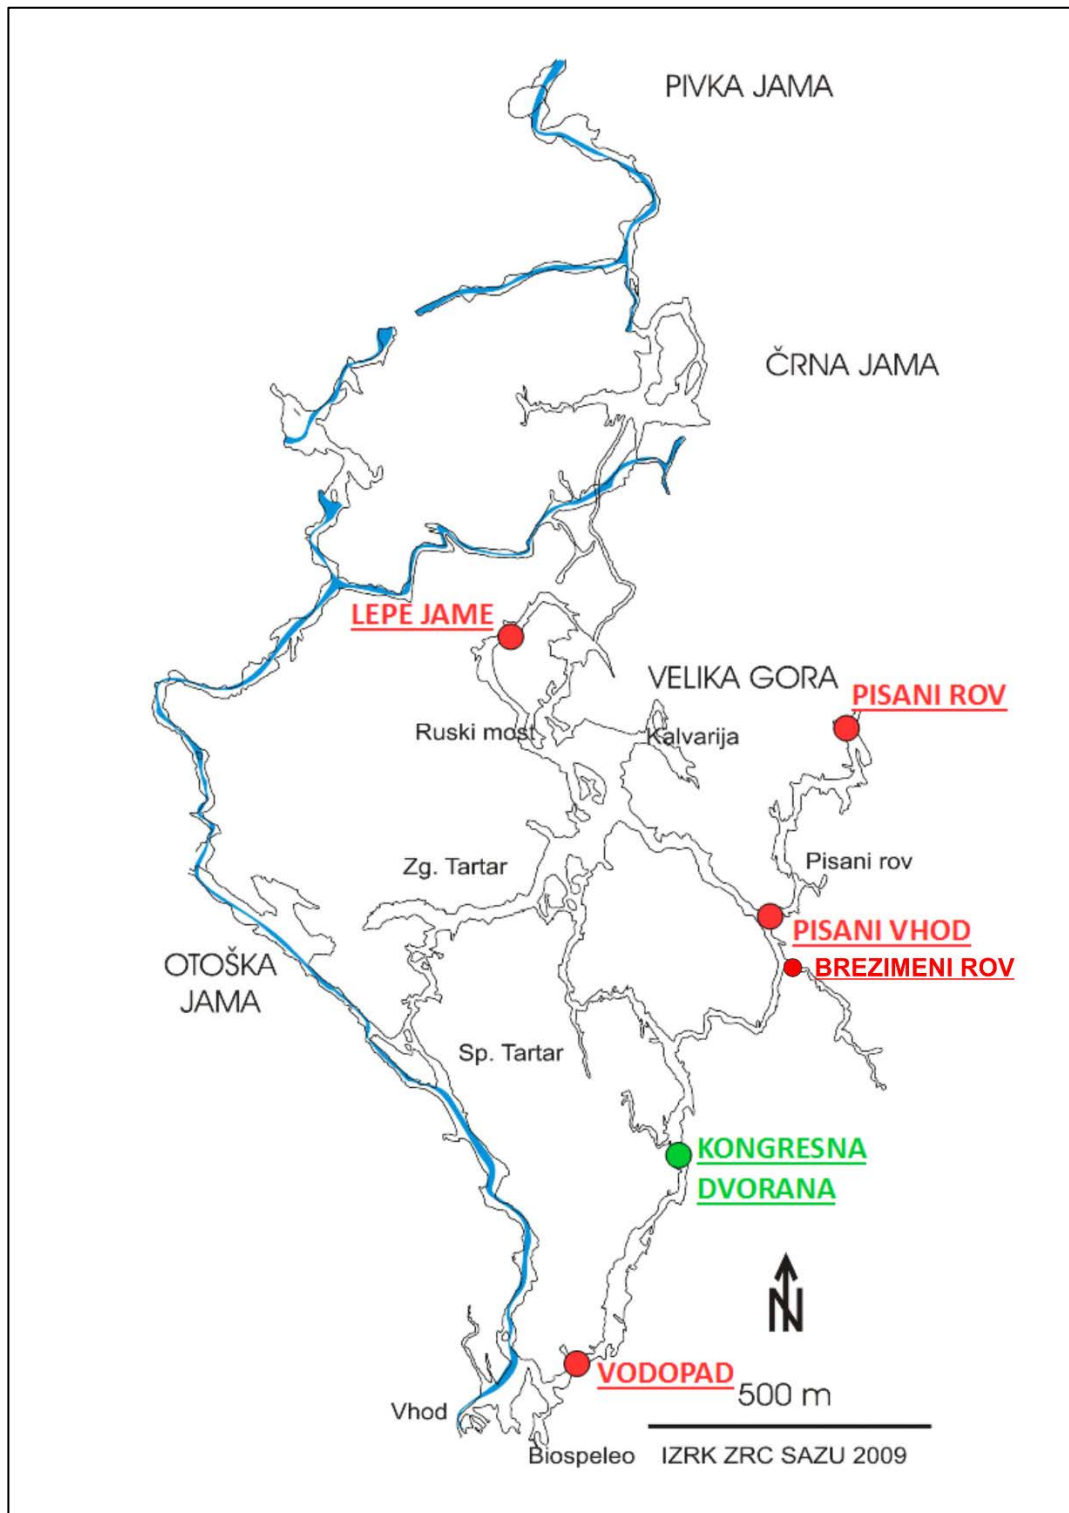 PIVKA JAMA
ČRNA JAMA
LEPE JAME
VELIKA GORA
PISANI ROV
Ruski most
Kalvarija
Zg. Tartar
Pisani rov
PISANI VHOD
OTOŠKA
JAMA
BREZIMENI ROV
Sp. Tartar
KONGRESNA
DVORANA
N
VODOPAD
500 m
Vhod
Biospeleo
IZRK ZRC SAZU 2009